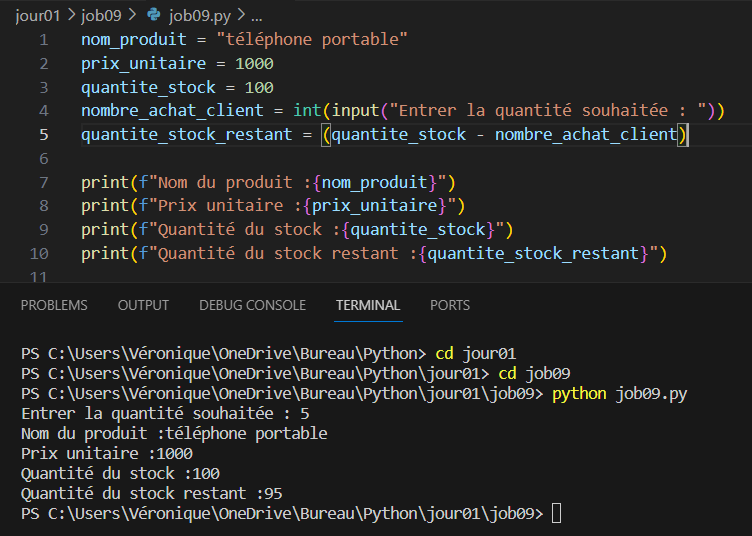 jour01 > job09 > job09.py > ...
1 nom_produit = "téléphone portable"
2 prix_unitaire = 1000
3 quantite_stock = 100
4 nombre_achat_client = int(input("Entrer la quantité souhaitée : "))
5 quantite_stock_restant = (quantite_stock - nombre_achat_client)
6
7 print(f"Nom du produit :{nom_produit}")
8 print(f"Prix unitaire :{prix_unitaire}")
9 print(f"Quantité du stock :{quantite_stock}")
10 print(f"Quantité du stock restant :{quantite_stock_restant}")
11
PROBLEMS OUTPUT DEBUG CONSOLE TERMINAL PORTS
PS C:\Users\Véronique\OneDrive\Bureau\Python> cd jour01
PS C:\Users\Véronique\OneDrive\Bureau\Python\jour01> cd job09
PS C:\Users\Véronique\OneDrive\Bureau\Python\jour01\job09> python job09.py
Entrer la quantité souhaitée : 5
Nom du produit :téléphone portable
Prix unitaire :1000
Quantité du stock :100
Quantité du stock restant :95
PS C:\Users\Véronique\OneDrive\Bureau\Python\jour01\job09>